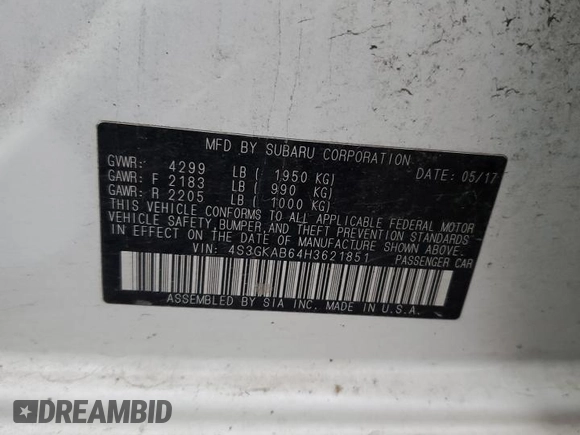 MFD BY SUBARU CORPORATION DATE: 05/17
GVWR: 4299 LB ( 1950 KG)
GAWR: F 2183 LB ( 990 KG)
GAWR: R 2205 LB ( 1000 KG)
THIS VEHICLE CONFORMS TO ALL APPLICABLE FEDERAL MOTOR
VEHICLE SAFETY, BUMPER, AND THEFT PREVENTION STANDARDS
IN EFFECT ON THE DATE OF MANUFACTURE SHOWN ABOVE.
VIN: 4S3GKAB64H3621851 PASSENGER CAR
ASSEMBLED BY SIA INC. MADE IN U.S.A.
DREAMBID